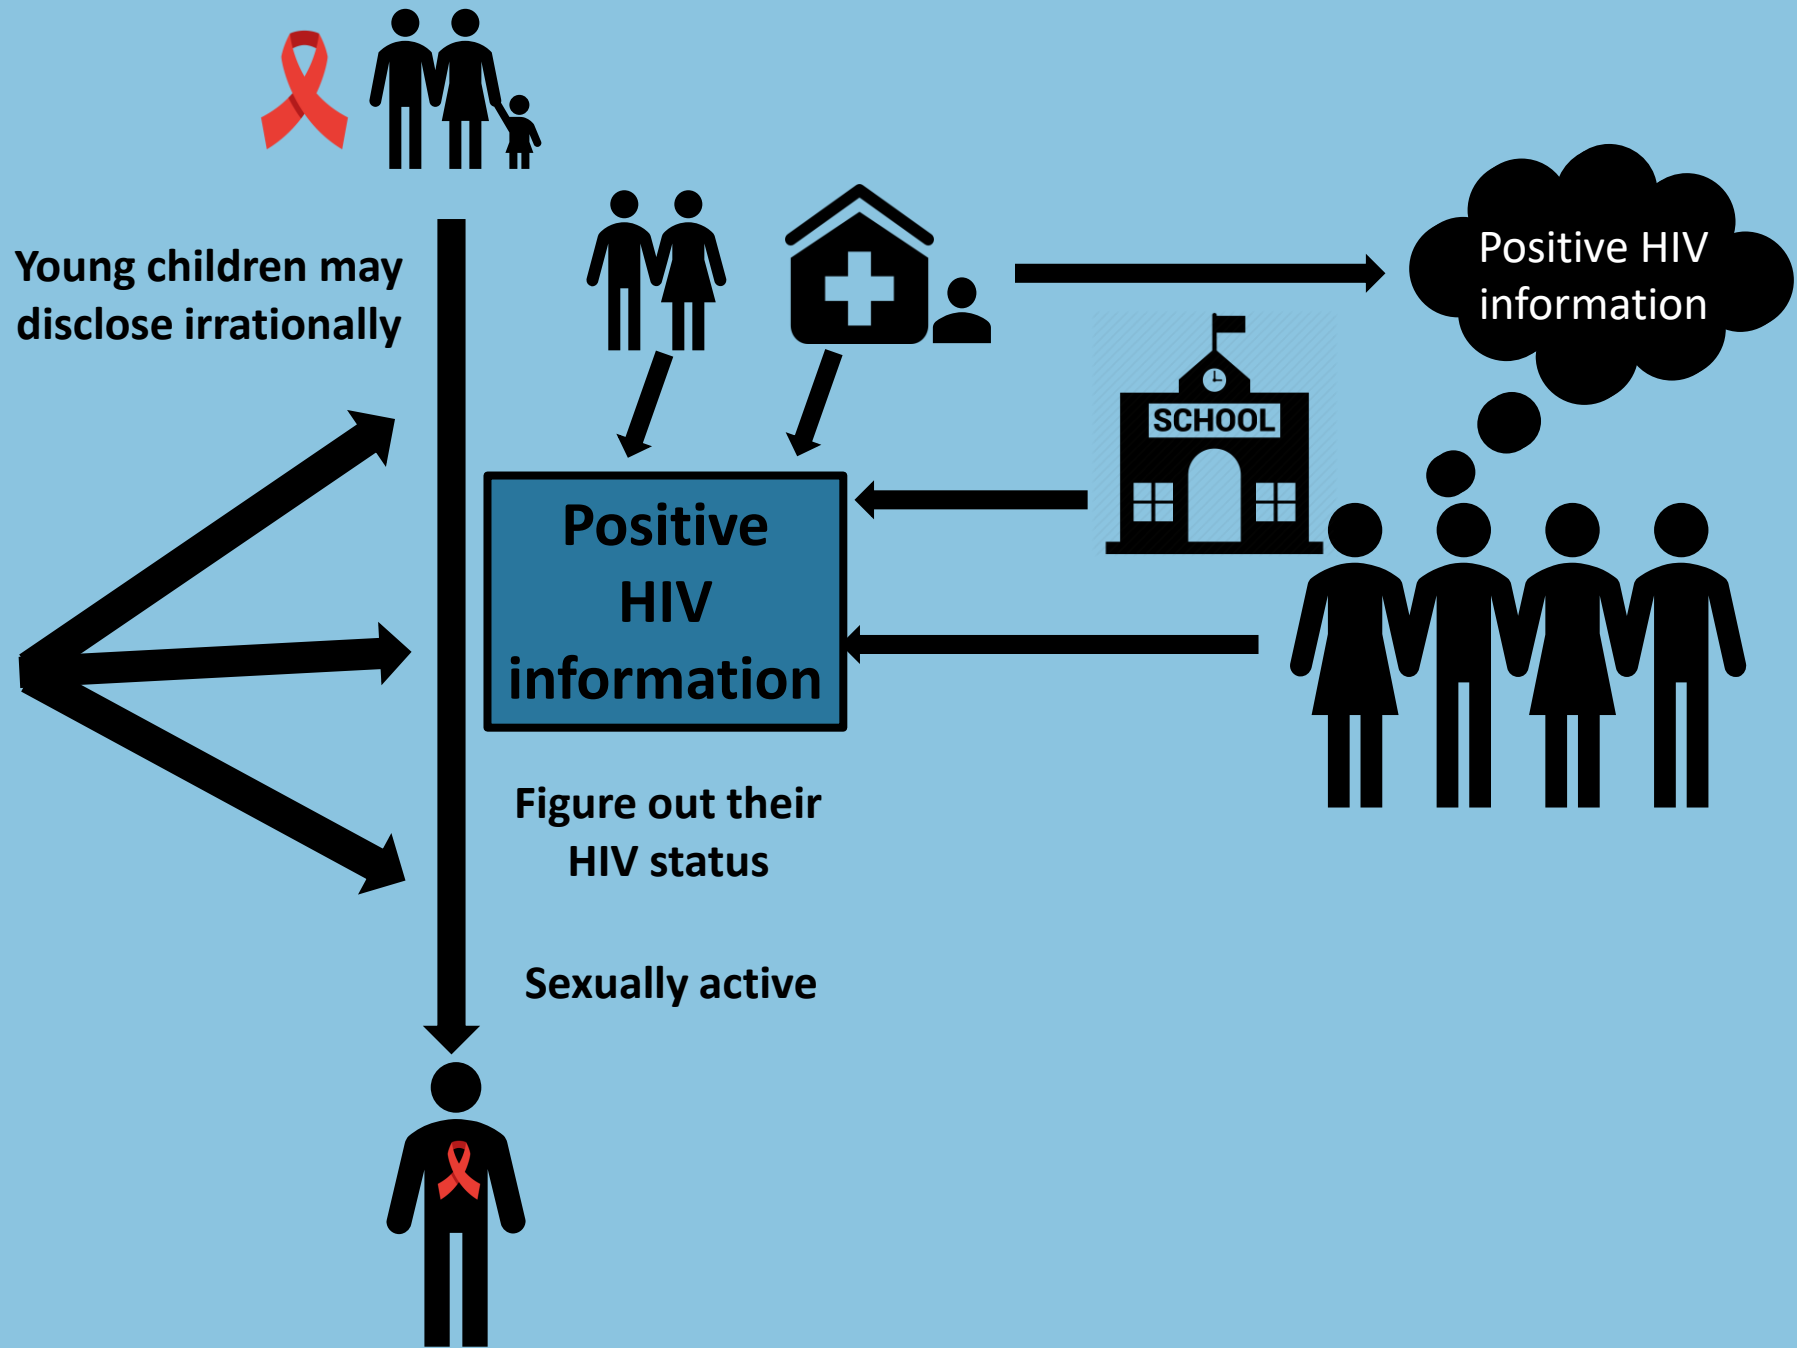 Young children may
disclose irrationally
Positive HIV
information
SCHOOL
Positive
HIV
information
Figure out their
HIV status
Sexually active